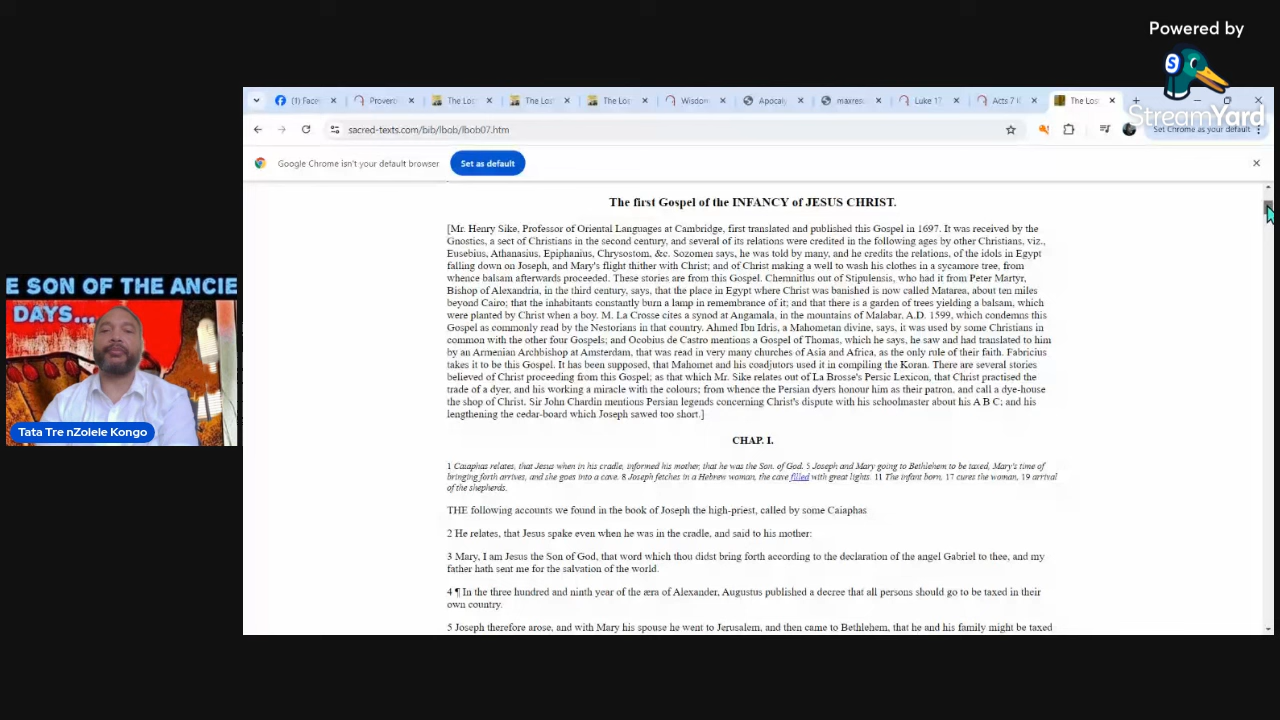 Powered by
S
StreamYard
(1) Face
Proverb
The Los
The Los
The Los
Wisdom
Apocaly
maxres
Luke 17
Acts 7 K
The Los
sacred-texts.com/bib/lbob/lbob07.htm
Set Chrome as your default
Google Chrome isn't your default browser
Set as default
The first Gospel of the INFANCY of JESUS CHRIST.
[Mr. Henry Sike, Professor of Oriental Languages at Cambridge, first translated and published this Gospel in 1697. It was received by the
Gnostics, a sect of Christians in the second century, and several of its relations were credited in the following ages by other Christians, viz.,
Eusebius, Athanasius, Epiphanius, Chrysostom, &c. Sozomen says, he was told by many, and he credits the relations, of the idols in Egypt
falling down on Joseph, and Mary's flight thither with Christ; and of Christ making a well to wash his clothes in a sycamore tree, from
whence balsam afterwards proceeded. These stories are from this Gospel. Chemnitius out of Stipulensis, who had it from Peter Martyr,
Bishop of Alexandria, in the third century, says, that the place in Egypt where Christ was banished is now called Matarea, about ten miles
beyond Cairo; that the inhabitants constantly burn a lamp in remembrance of it; and that there is a garden of trees yielding a balsam, which
were planted by Christ when a boy. M. La Crosse cites a synod at Angamala, in the mountains of Malabar, A.D. 1599, which condemns this
Gospel as commonly read by the Nestorians in that country. Ahmed Ibn Idris, a Mahometan divine, says, it was used by some Christians in
common with the other four Gospels; and Ocobius de Castro mentions a Gospel of Thomas, which he says, he saw and had translated to him
by an Armenian Archbishop at Amsterdam, that was read in very many churches of Asia and Africa, as the only rule of their faith. Fabricius
takes it to be this Gospel. It has been supposed, that Mahomet and his coadjutors used it in compiling the Koran. There are several stories
believed of Christ proceeding from this Gospel; as that which Mr. Sike relates out of La Brosse's Persic Lexicon, that Christ practised the
trade of a dyer, and his working a miracle with the colours; from whence the Persian dyers honour him as their patron, and call a dye-house
the shop of Christ. Sir John Chardin mentions Persian legends concerning Christ's dispute with his schoolmaster about his A B C; and his
lengthening the cedar-board which Joseph sawed too short.]
CHAP. I.
1 Caiaphas relates, that Jesus when in his cradle, informed his mother, that he was the Son. of God. 5 Joseph and Mary going to Bethlehem to be taxed, Mary's time of
bringing forth arrives, and she goes into a cave. 8 Joseph fetches in a Hebrew woman, the cave filled with great lights. 11 The infant born, 17 cures the woman, 19 arrival
of the shepherds.
THE following accounts we found in the book of Joseph the high-priest, called by some Caiaphas
2 He relates, that Jesus spake even when he was in the cradle, and said to his mother:
3 Mary, I am Jesus the Son of God, that word which thou didst bring forth according to the declaration of the angel Gabriel to thee, and my
father hath sent me for the salvation of the world.
4 ¶ In the three hundred and ninth year of the æra of Alexander, Augustus published a decree that all persons should go to be taxed in their
own country.
5 Joseph therefore arose, and with Mary his spouse he went to Jerusalem, and then came to Bethlehem, that he and his family might be taxed
E SON OF THE ANCIE
DAYS...
Tata Tre nZolele Kongo